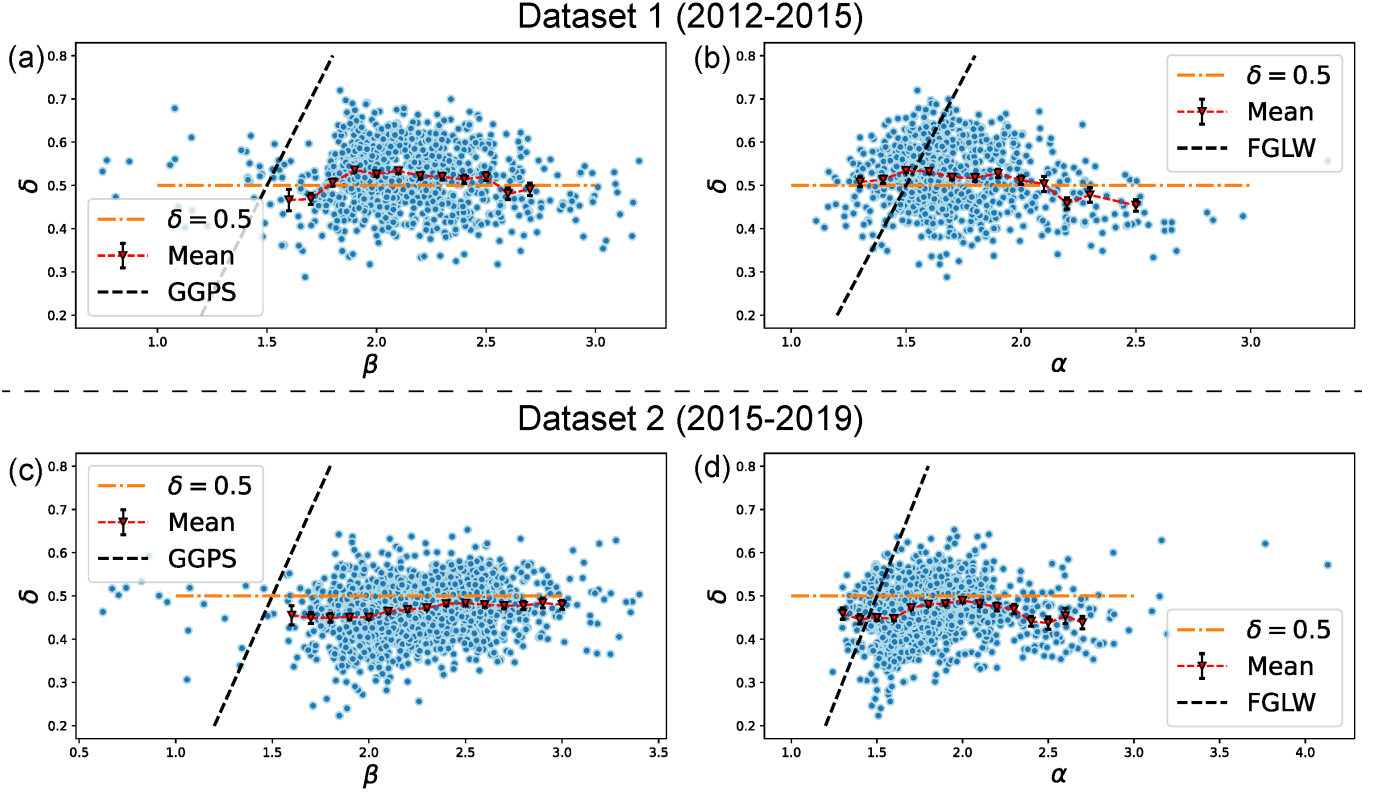 Dataset 1 (2012-2015)
(a)
0.8
0.7
0.6
0.5
0.4
0.3
0.2
δ
δ = 0.5
Mean
GGPS
1.0
1.5
2.0
2.5
3.0
β
(b)
0.8
0.7
0.6
0.5
0.4
0.3
0.2
δ
δ = 0.5
Mean
FGLW
1.0
1.5
2.0
2.5
3.0
α
Dataset 2 (2015-2019)
(c)
0.8
0.7
0.6
0.5
0.4
0.3
0.2
δ
δ = 0.5
Mean
GGPS
0.5
1.0
1.5
2.0
2.5
3.0
3.5
β
(d)
0.8
0.7
0.6
0.5
0.4
0.3
0.2
δ
δ = 0.5
Mean
FGLW
1.0
1.5
2.0
2.5
3.0
3.5
4.0
α